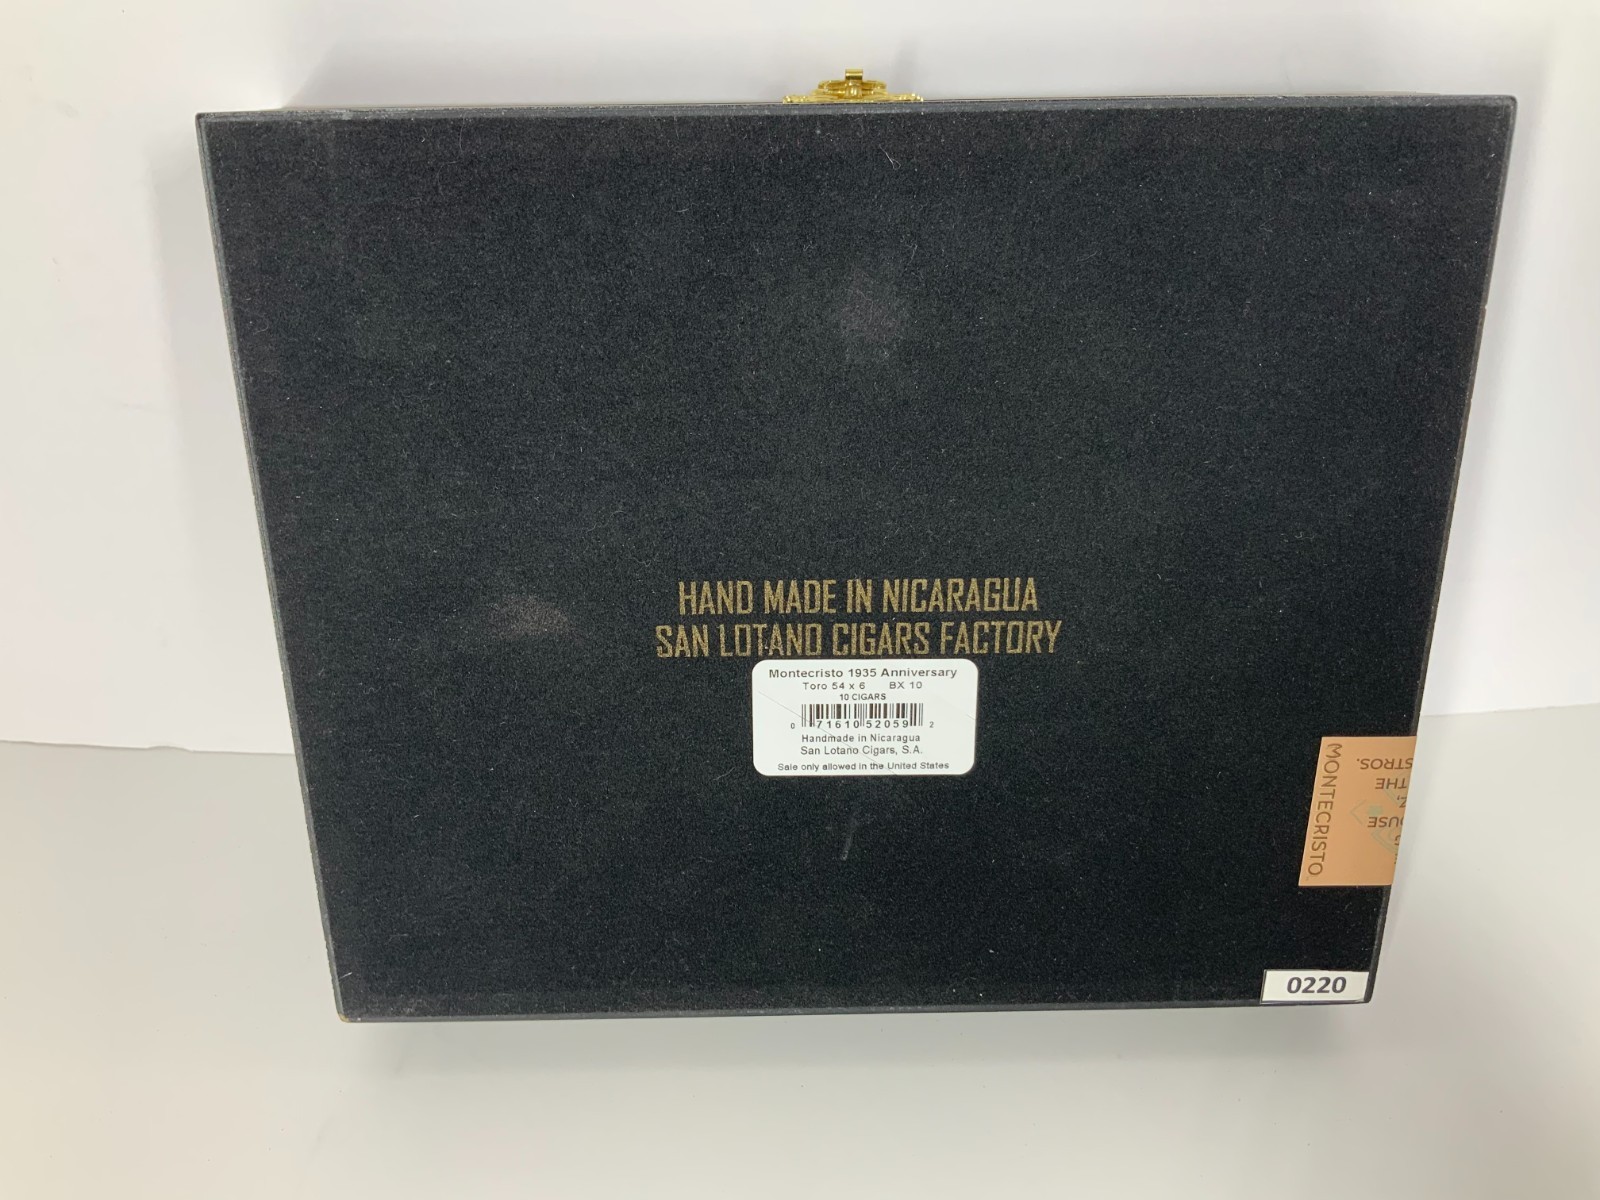 HAND MADE IN NICARAGUA
SAN LOTANO CIGARS FACTORY
Montecristo 1935 Anniversary
Toro 54 x 6 BX 10
10 CIGARS
0 71610 52059 2
Handmade in Nicaragua
San Lotano Cigars, S.A.
Sale only allowed in the United States
MONTECRISTO
THE
0220